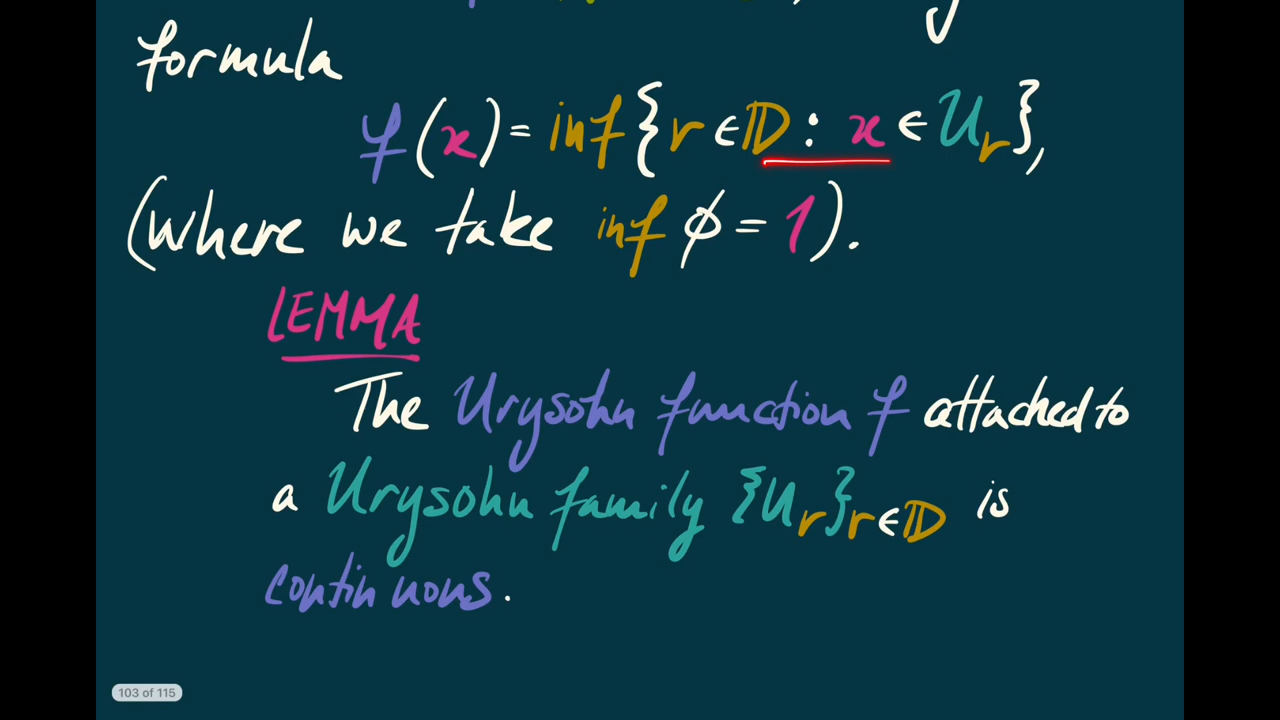 formula
f(x) = inf{r ∈ 𝔻 : x ∈ U_r},
(where we take inf ϕ = 1).
LEMMA
The Urysohn function f attached to
a Urysohn family {U_r}_{r∈𝔻} is
continuous.
103 of 115